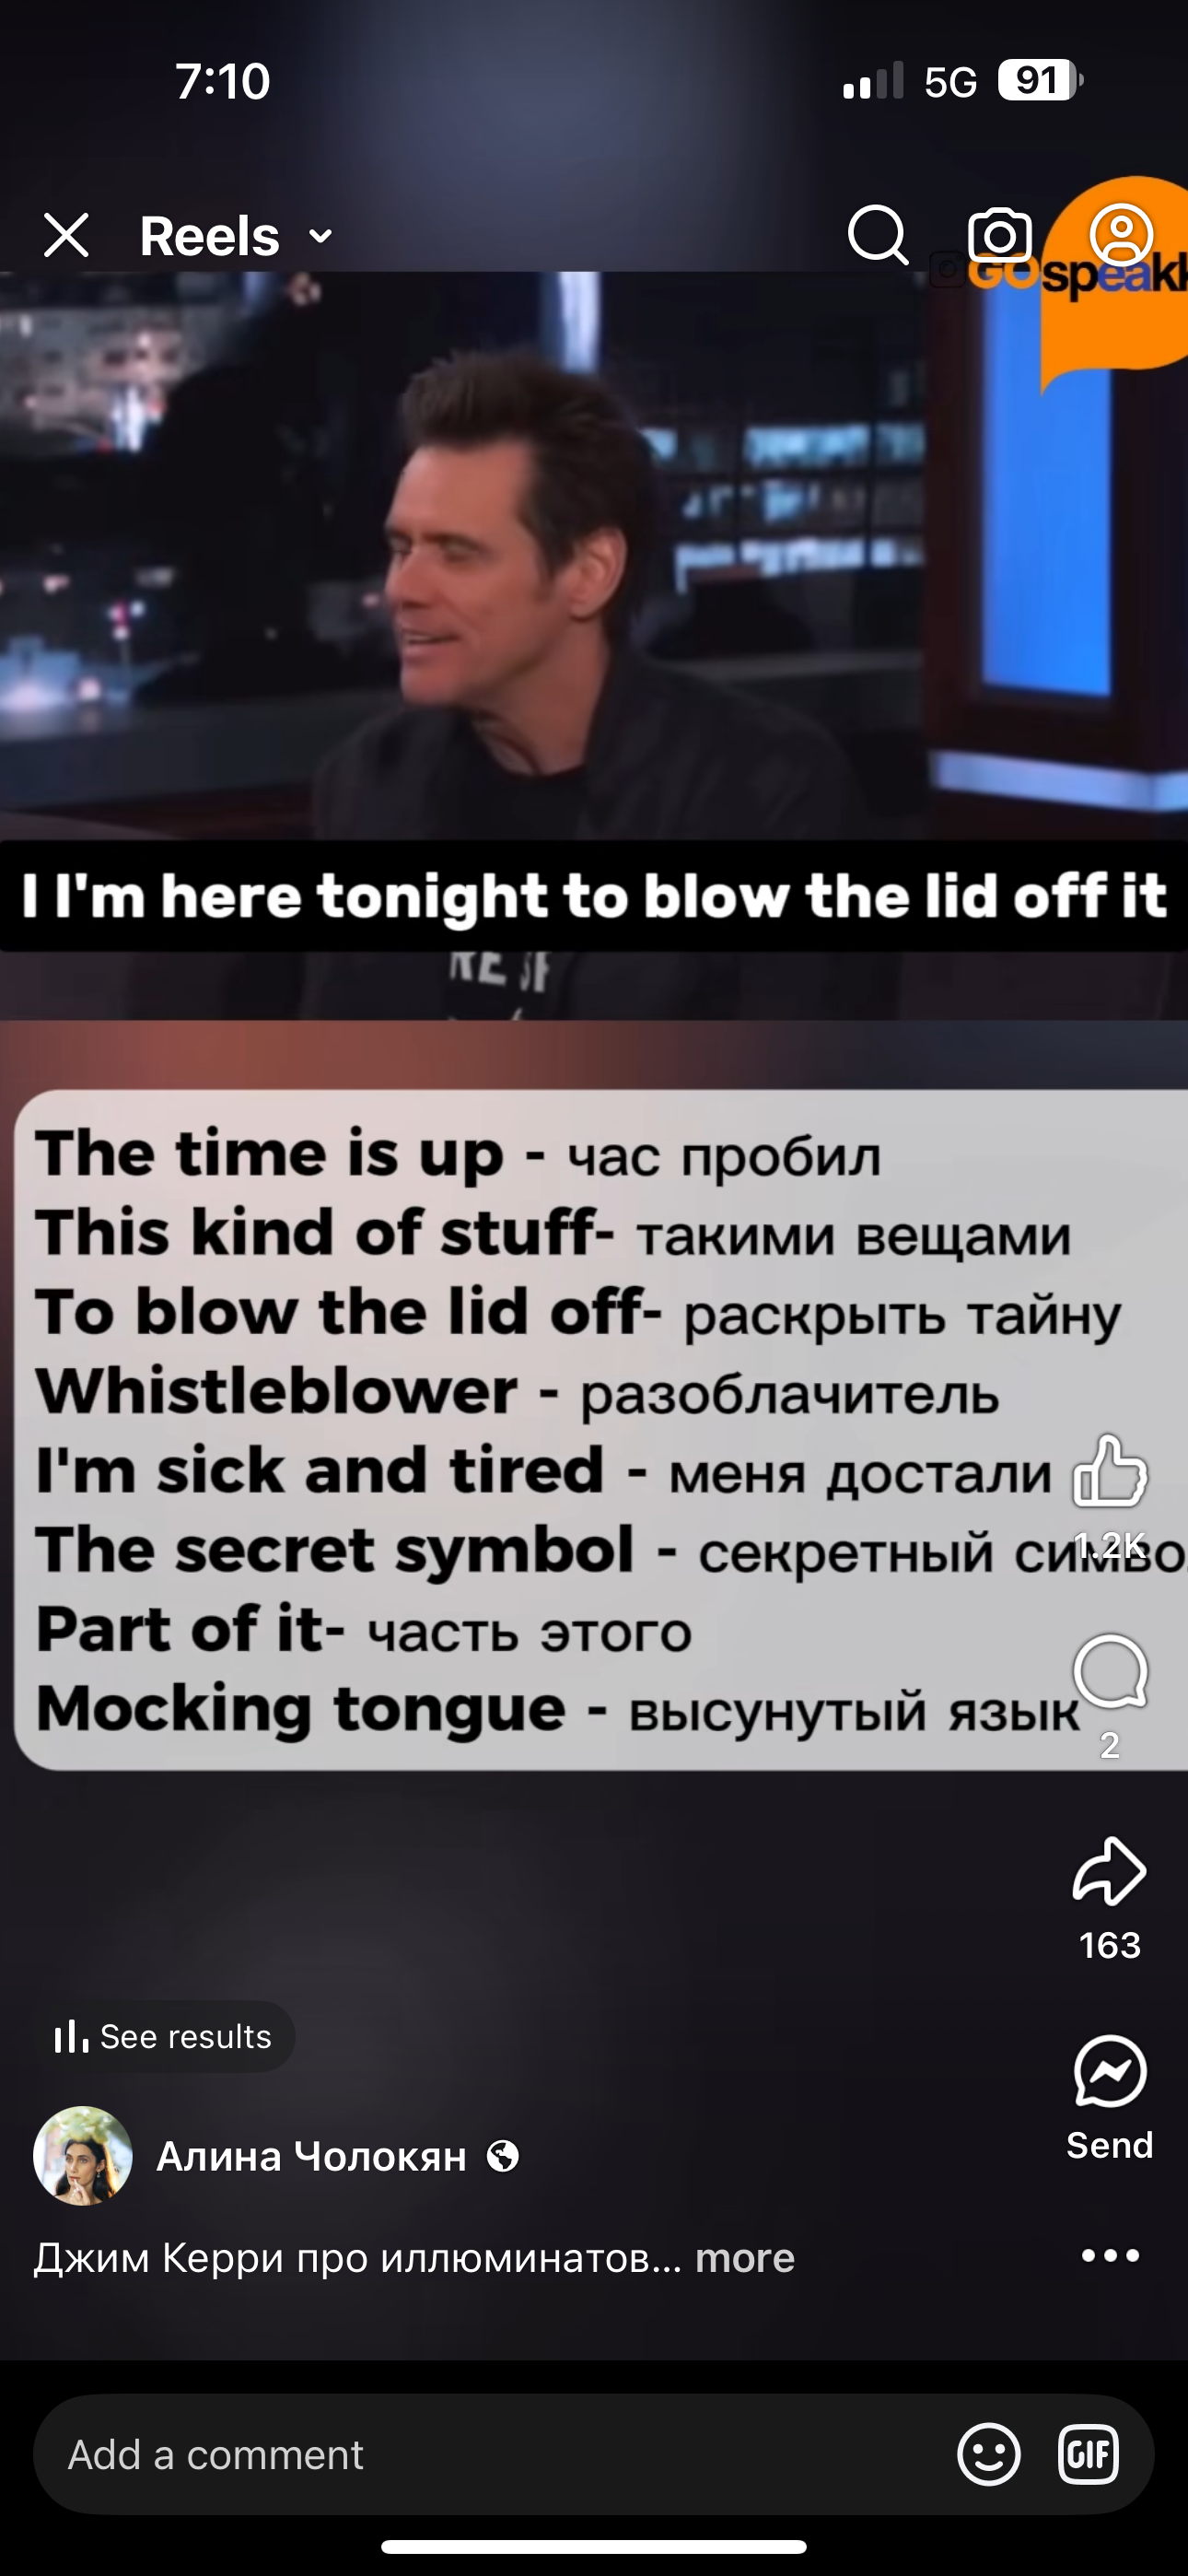 7:10
5G 91
Reels
GOspeakk
I I'm here tonight to blow the lid off it
The time is up - час пробил
This kind of stuff- такими вещами
To blow the lid off- раскрыть тайну
Whistleblower - разоблачитель
I'm sick and tired - меня достали
The secret symbol - секретный симво
1.2K
Part of it- часть этого
Mocking tongue - высунутый язык
2
163
See results
Send
Алина Чолокян
Джим Керри про иллюминатов... more
Add a comment
GIF